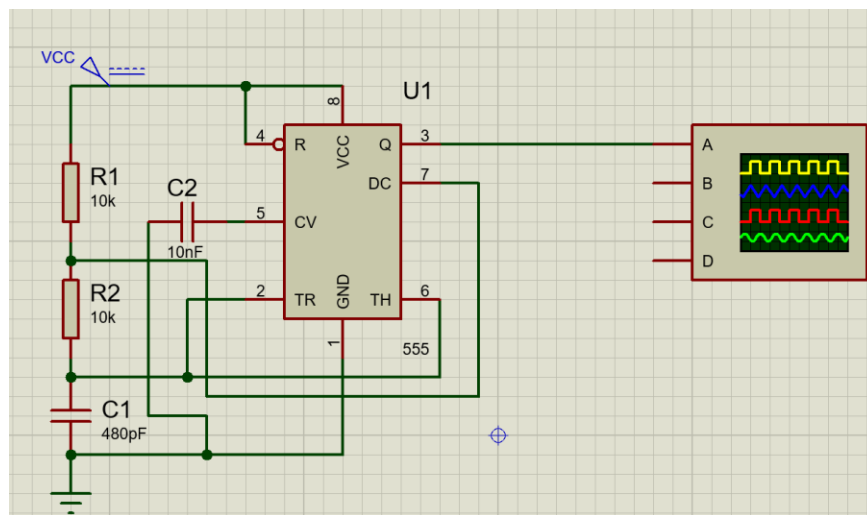 VCC
U1
8
4
R
VCC
Q
3
A
R1
10k
C2
DC
7
B
5
CV
C
10nF
D
R2
10k
2
TR
GND
TH
6
1
555
C1
480pF